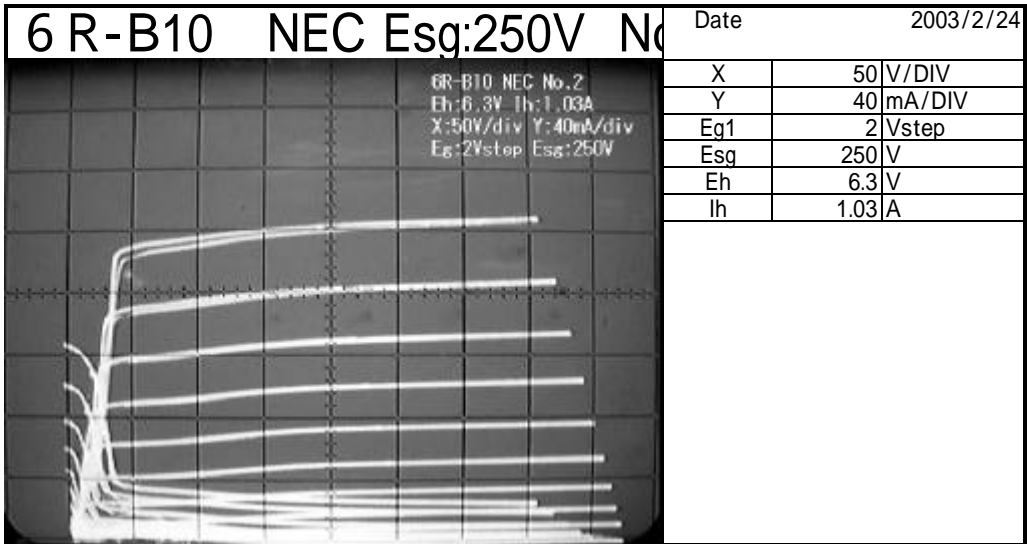 6R-B10 NEC Esg:250V No
Date 2003/2/24
6R-B10 NEC No.2
Eh:6.3V Ih:1.03A
X:50V/div Y:40mA/div
Eg:2Vstep Esg:250V
X 50 V/DIV
Y 40 mA/DIV
Eg1 2 Vstep
Esg 250 V
Eh 6.3 V
Ih 1.03 A